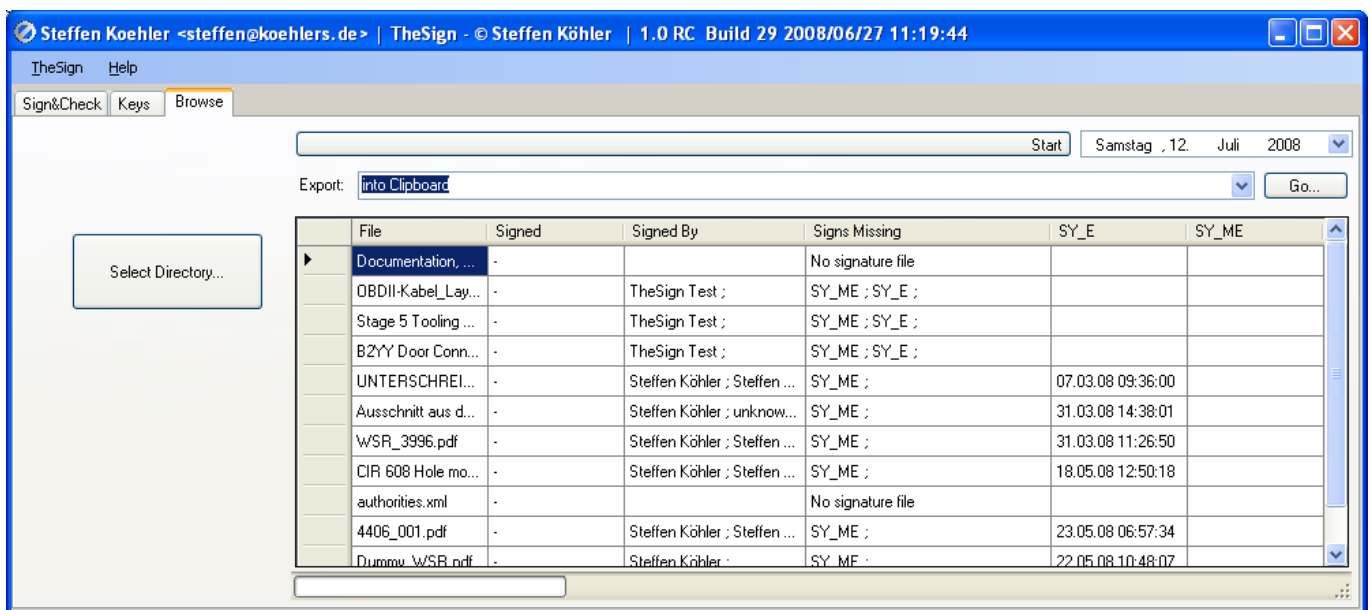 Steffen Koehler <steffen@koehlers.de> | TheSign - © Steffen Köhler | 1.0 RC Build 29 2008/06/27 11:19:44
TheSign Help
Sign&Check Keys Browse
Start Samstag , 12. Juli 2008
Export: into Clipboard Go...
Select Directory...
File Signed Signed By Signs Missing SY_E SY_ME
Documentation, ... - No signature file
OBDII-Kabel_Lay... - TheSign Test ; SY_ME ; SY_E ;
Stage 5 Tooling ... - TheSign Test ; SY_ME ; SY_E ;
B2YY Door Conn... - TheSign Test ; SY_ME ; SY_E ;
UNTERSCHREI... - Steffen Köhler ; Steffen ... SY_ME ; 07.03.08 09:36:00
Ausschnitt aus d... - Steffen Köhler ; unknow... SY_ME ; 31.03.08 14:38:01
WSR_3996.pdf - Steffen Köhler ; Steffen ... SY_ME ; 31.03.08 11:26:50
CIR 608 Hole mo... - Steffen Köhler ; Steffen ... SY_ME ; 18.05.08 12:50:18
authorities.xml - No signature file
4406_001.pdf - Steffen Köhler ; Steffen ... SY_ME ; 23.05.08 06:57:34
Dummy_WSR.pdf - Steffen Köhler ; SY_ME ; 22.05.08 10:48:07